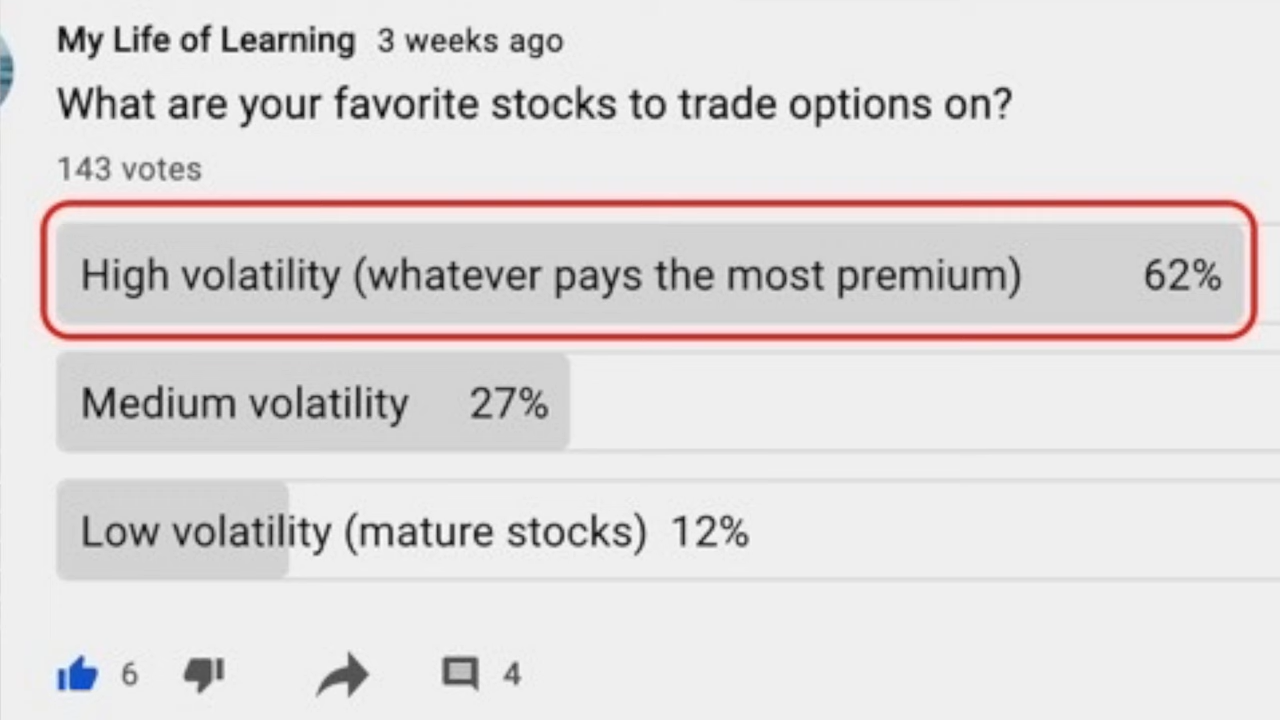 My Life of Learning 3 weeks ago
What are your favorite stocks to trade options on?
143 votes
High volatility (whatever pays the most premium) 62%
Medium volatility 27%
Low volatility (mature stocks) 12%
6 4